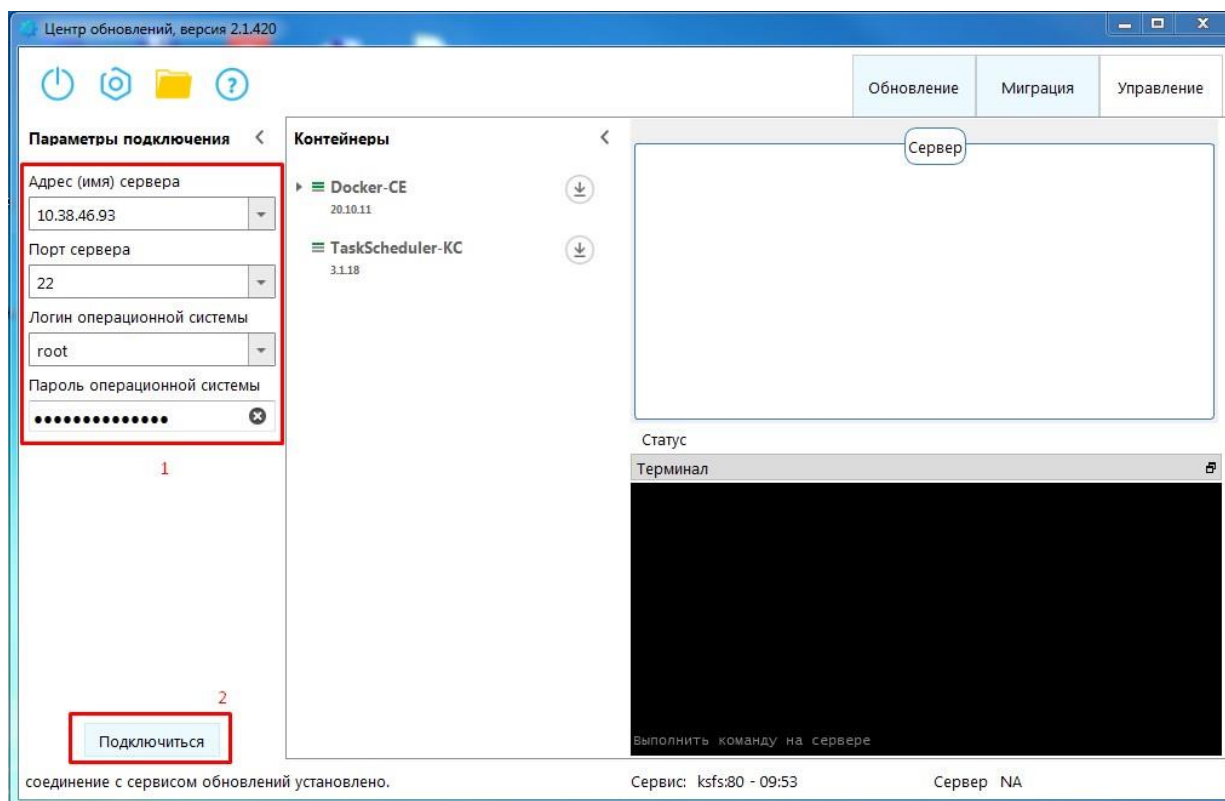 Центр обновлений, версия 2.1.420
Обновление
Миграция
Управление
Параметры подключения
Адрес (имя) сервера
10.38.46.93
Порт сервера
22
Логин операционной системы
root
Пароль операционной системы
••••••••••••••
1
2
Подключиться
Контейнеры
Docker-CE
20.10.11
TaskScheduler-KC
3.1.18
Сервер
Статус
Терминал
Выполнить команду на сервере
соединение с сервисом обновлений установлено.
Сервис: ksfs:80 - 09:53
Сервер NA